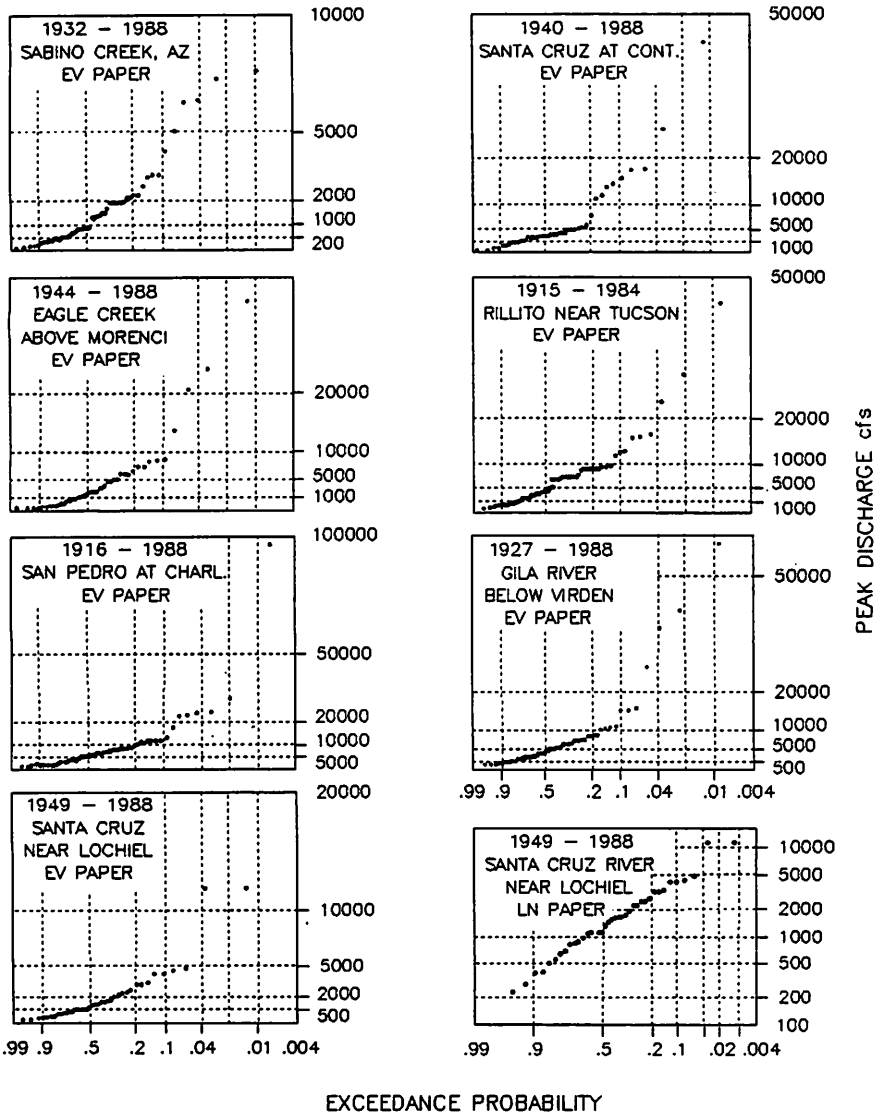 1932 – 1988
SABINO CREEK, AZ
EV PAPER
10000
5000
2000
1000
200
1940 – 1988
SANTA CRUZ AT CONT.
EV PAPER
50000
20000
10000
5000
1000
1944 – 1988
EAGLE CREEK
ABOVE MORENCI
EV PAPER
20000
10000
5000
1000
1915 – 1984
RILLITO NEAR TUCSON
EV PAPER
50000
20000
10000
5000
1000
1916 – 1988
SAN PEDRO AT CHARL.
EV PAPER
100000
50000
20000
10000
5000
1927 – 1988
GILA RIVER
BELOW VIRDEN
EV PAPER
50000
20000
10000
5000
500
.99 .9 .5 .2 .1 .04 .01 .004
1949 – 1988
SANTA CRUZ
NEAR LOCHIEL
EV PAPER
20000
10000
5000
2000
500
.99 .9 .5 .2 .1 .04 .01 .004
1949 – 1988
SANTA CRUZ RIVER
NEAR LOCHIEL
LN PAPER
10000
5000
2000
1000
500
200
100
.99 .9 .5 .2 .1 .02 .004
PEAK DISCHARGE cfs
EXCEEDANCE PROBABILITY